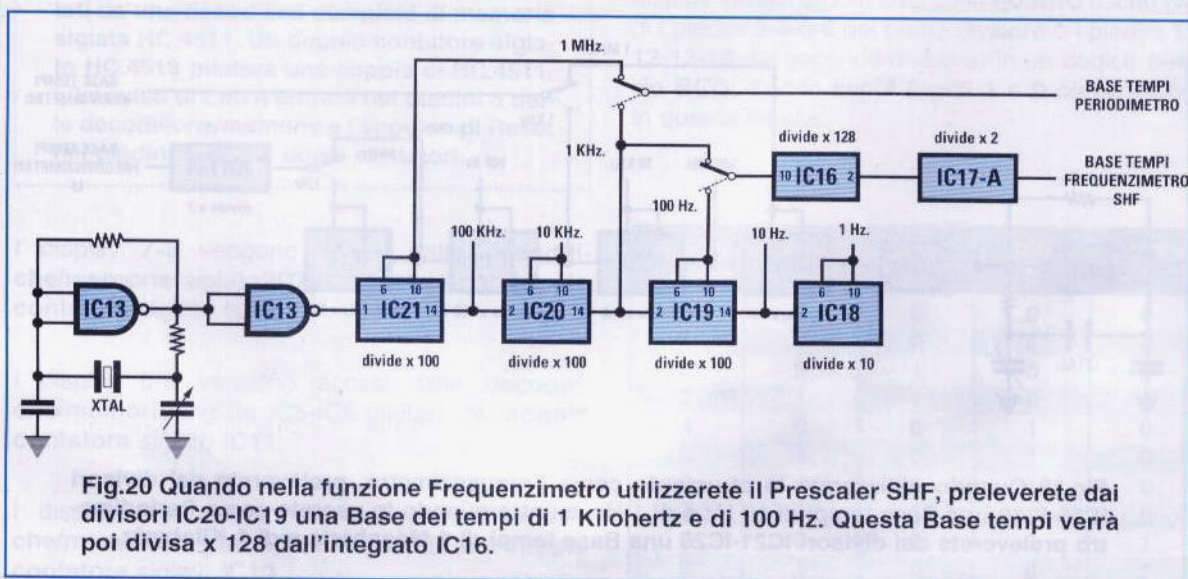 1 MHz.
BASE TEMPI
PERIODIMETRO
divide x 128
divide x 2
1 KHz.
10 IC16 2
IC17-A
BASE TEMPI
FREQUENZIMETRO
SHF
100 Hz.
100 KHz.
10 KHz.
10 Hz.
1 Hz.
IC13
IC13
6 10
1 IC21 14
6 10
2 IC20 14
6 10
2 IC19 14
6 10
2 IC18
divide x 100
divide x 100
divide x 100
divide x 10
XTAL
Fig.20 Quando nella funzione Frequenzimetro utilizzerete il Prescaler SHF, preleverete dai
divisori IC20-IC19 una Base dei tempi di 1 Kilohertz e di 100 Hz. Questa Base tempi verrà
poi divisa x 128 dall'integrato IC16.